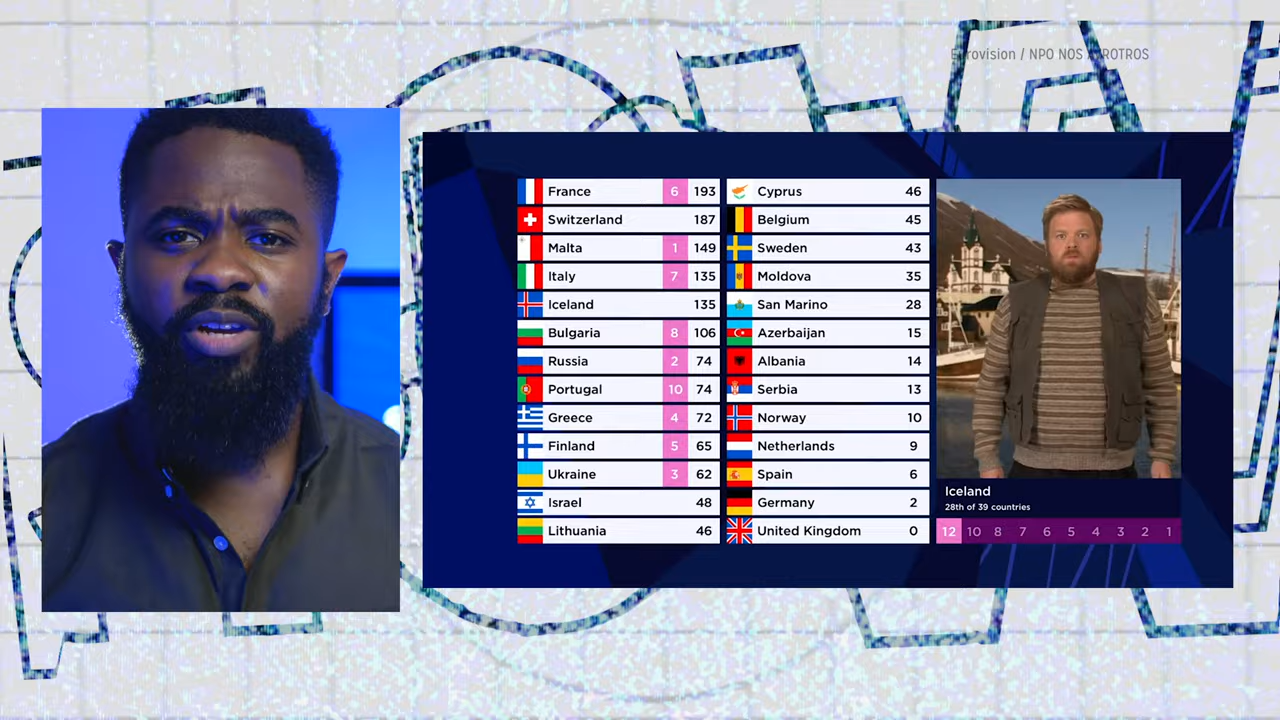 Eurovision / NPO NOS AVROTROS
France 6 193
Switzerland 187
Malta 1 149
Italy 7 135
Iceland 135
Bulgaria 8 106
Russia 2 74
Portugal 10 74
Greece 4 72
Finland 5 65
Ukraine 3 62
Israel 48
Lithuania 46
Cyprus 46
Belgium 45
Sweden 43
Moldova 35
San Marino 28
Azerbaijan 15
Albania 14
Serbia 13
Norway 10
Netherlands 9
Spain 6
Germany 2
United Kingdom 0
Iceland
28th of 39 countries
12 10 8 7 6 5 4 3 2 1